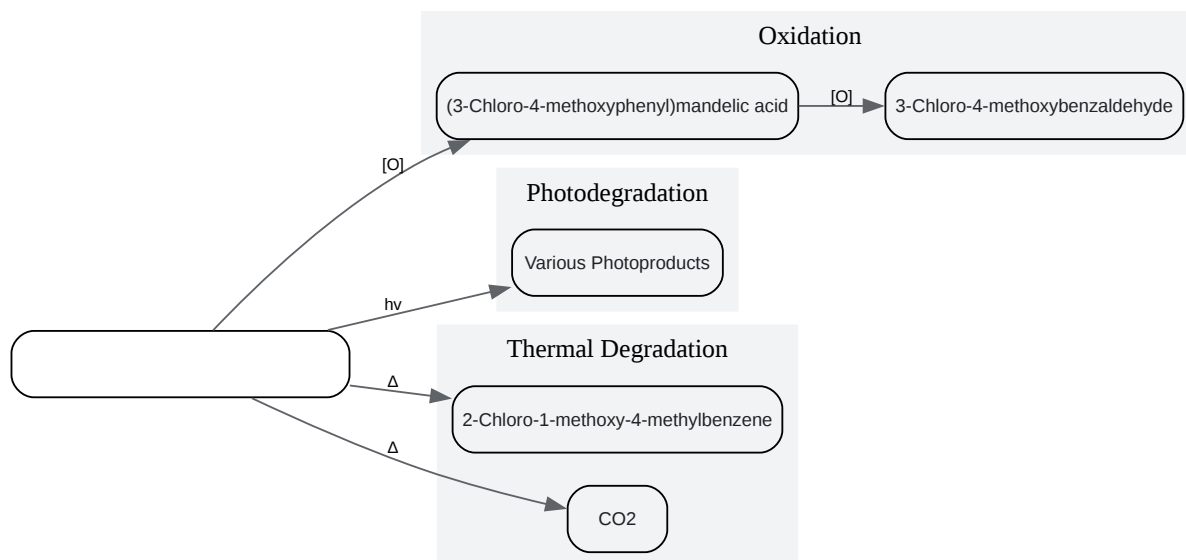 Oxidation
(3-Chloro-4-methoxyphenyl)mandelic acid
[O]
3-Chloro-4-methoxybenzaldehyde
[O]
Photodegradation
Various Photoproducts
hv
Thermal Degradation
Δ
2-Chloro-1-methoxy-4-methylbenzene
Δ
CO2